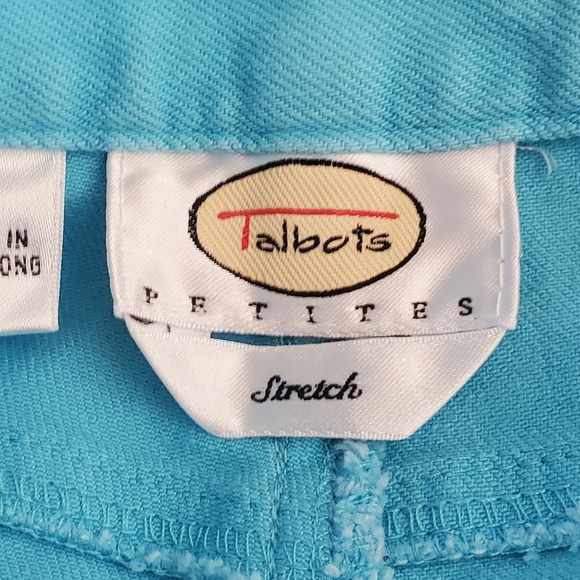 IN
ONG
Talbots
PETITES
Stretch